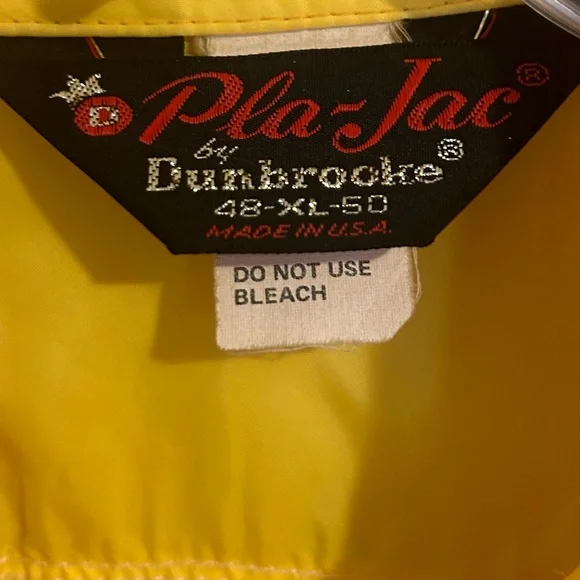 D Pla-Jac®
by
Dunbrooke®
48-XL-50
MADE IN U.S.A.
DO NOT USE
BLEACH